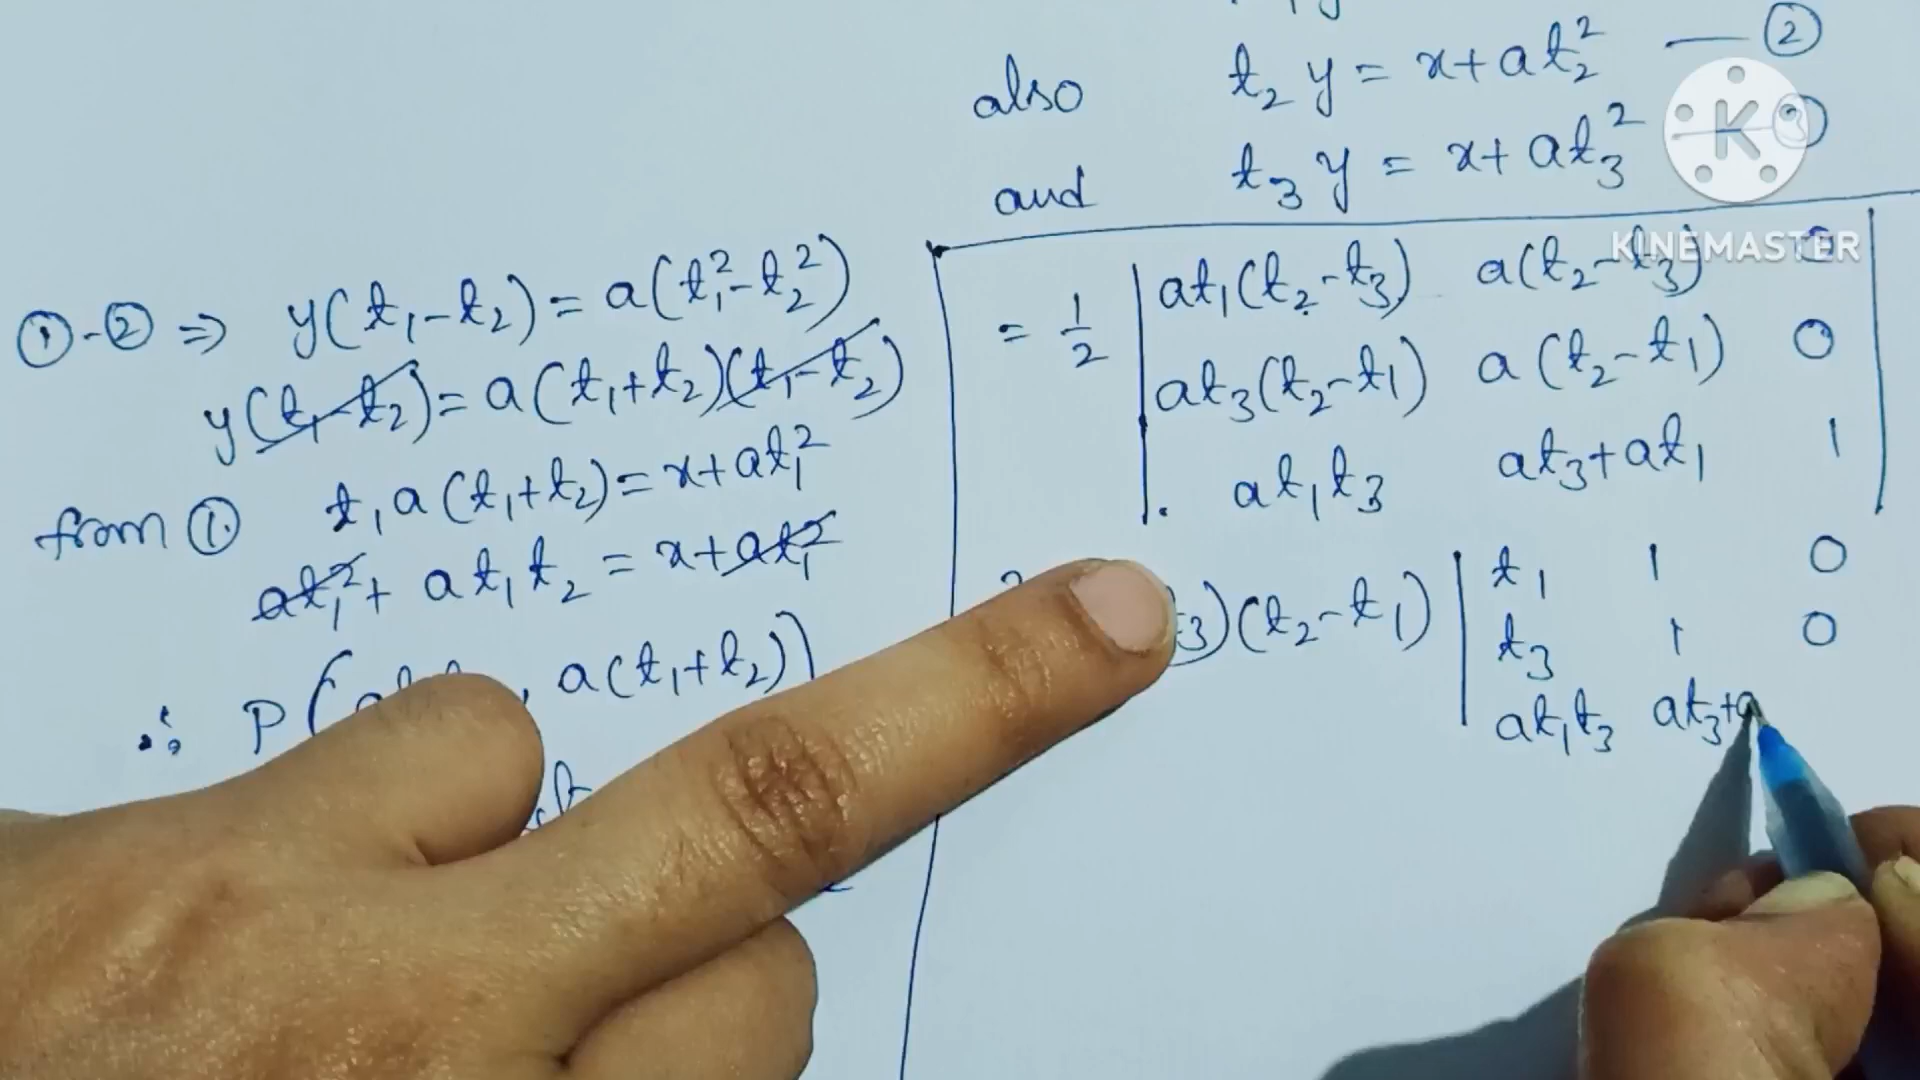 also t₂ y = x + at₂² — ②
and t₃ y = x + at₃² ③
KINEMASTER
①-② ⇒ y(t₁-t₂) = a(t₁²-t₂²)
y(t₁-t₂) = a(t₁+t₂)(t₁-t₂)
from ① t₁a(t₁+t₂) = x + at₁²
at₁² + at₁t₂ = x + at₁²
∴ P( , a(t₁+t₂))
= 1/2 | at₁(t₂-t₃) a(t₂-t₃) 0 |
| at₃(t₂-t₁) a(t₂-t₁) 0 |
| at₁t₃ at₃+at₁ 1 |
₃)(t₂-t₁) | t₁ 1 0
t₃ 1 0
at₁t₃ at₃+a